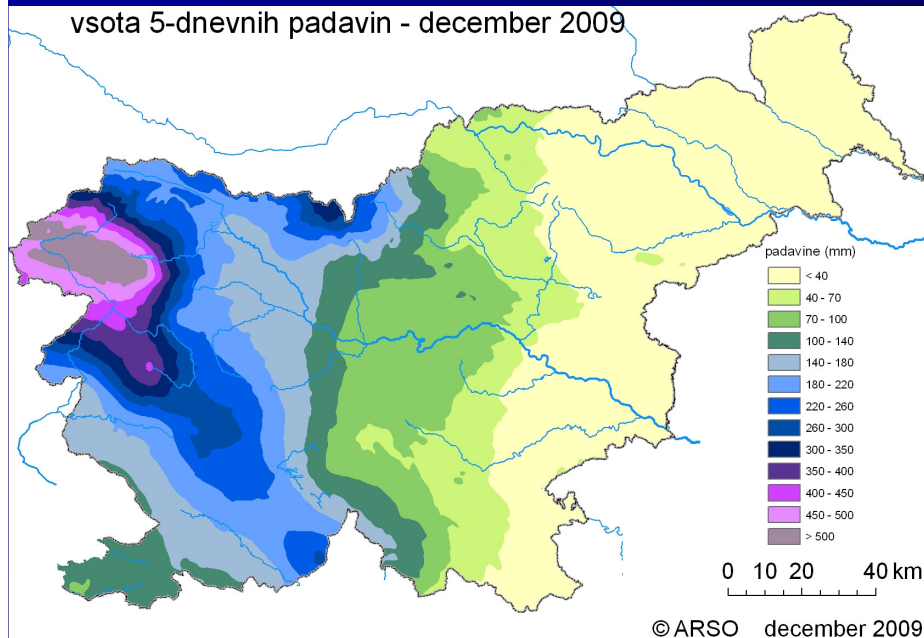 vsota 5-dnevnih padavin - december 2009
padavine (mm)
< 40
40 - 70
70 - 100
100 - 140
140 - 180
180 - 220
220 - 260
260 - 300
300 - 350
350 - 400
400 - 450
450 - 500
> 500
0 10 20 40 km
© ARSO december 2009